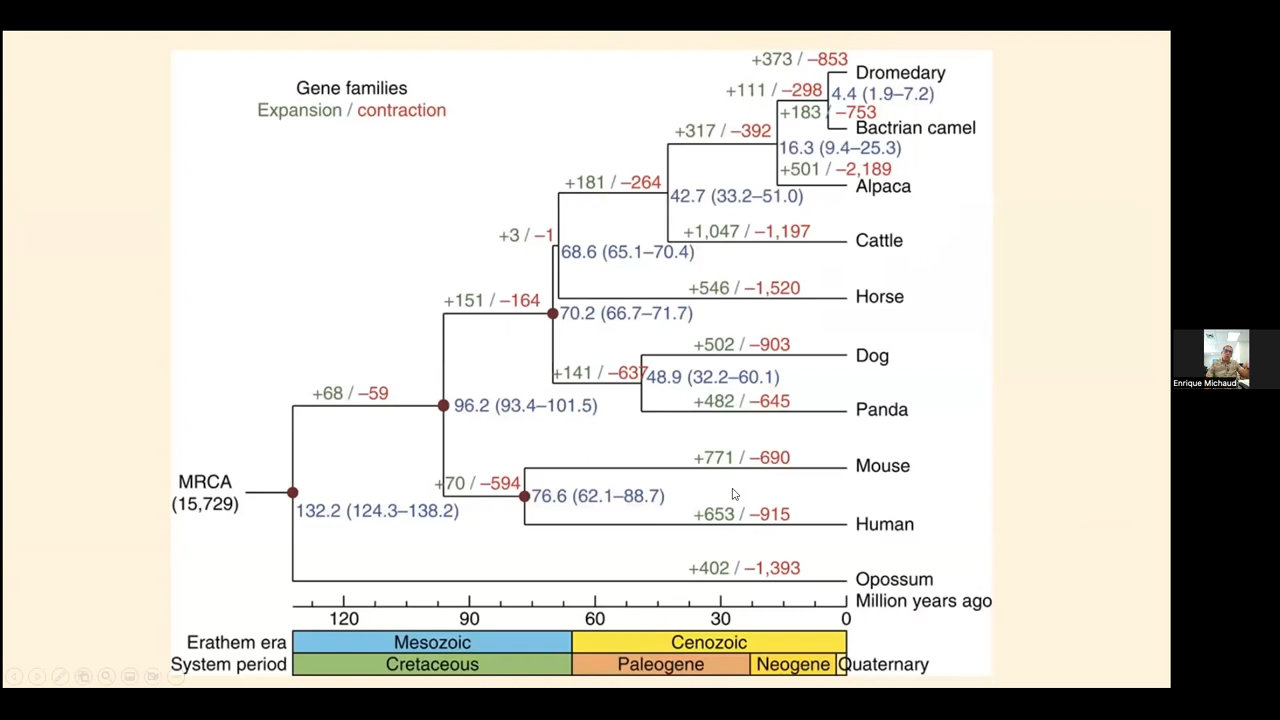 +373 / –853
Dromedary
Gene families
+111 / –298
4.4 (1.9–7.2)
Expansion / contraction
+183 / –753
Bactrian camel
+317 / –392
16.3 (9.4–25.3)
+501 / –2,189
Alpaca
+181 / –264
42.7 (33.2–51.0)
+1,047 / –1,197
Cattle
+3 / –1
68.6 (65.1–70.4)
+546 / –1,520
Horse
+151 / –164
70.2 (66.7–71.7)
+502 / –903
Dog
+141 / –637
48.9 (32.2–60.1)
+482 / –645
Panda
+68 / –59
96.2 (93.4–101.5)
+771 / –690
Mouse
MRCA
(15,729)
+70 / –594
76.6 (62.1–88.7)
132.2 (124.3–138.2)
+653 / –915
Human
+402 / –1,393
Opossum
Million years ago
120 90 60 30 0
Erathem era Mesozoic Cenozoic
System period Cretaceous Paleogene Neogene Quaternary
Enrique Michaud